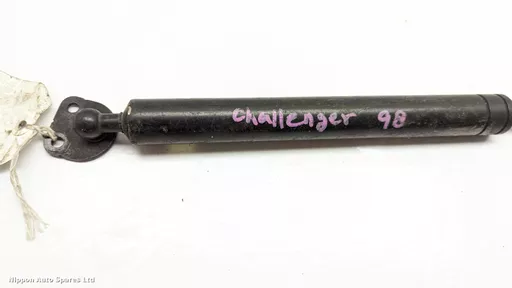 challenger 98
Nippon Auto Spares Ltd